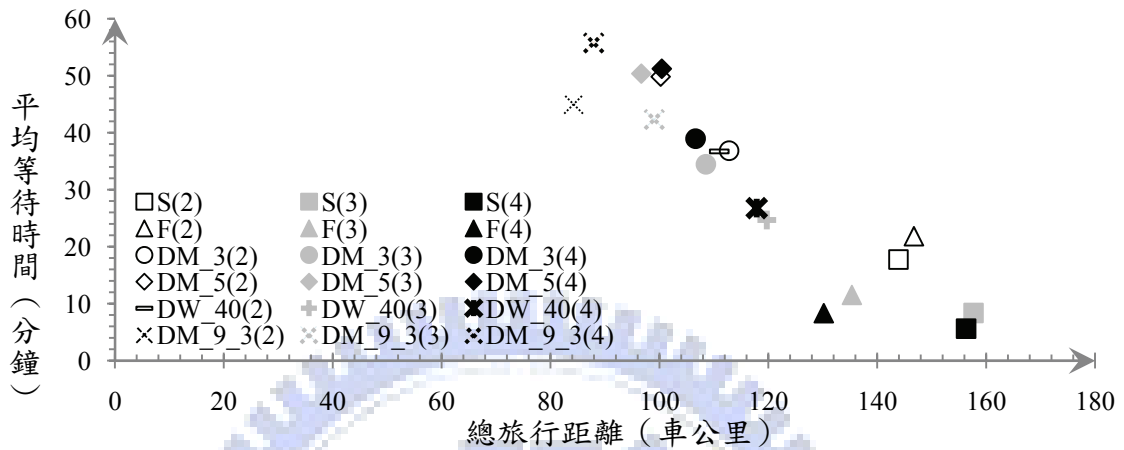 60
50
40
30
20
10
0
平均等待時間（分鐘）
S(2) S(3) S(4)
F(2) F(3) F(4)
DM_3(2) DM_3(3) DM_3(4)
DM_5(2) DM_5(3) DM_5(4)
DW_40(2) DW_40(3) DW_40(4)
DM_9_3(2) DM_9_3(3) DM_9_3(4)
0 20 40 60 80 100 120 140 160 180
總旅行距離（車公里）